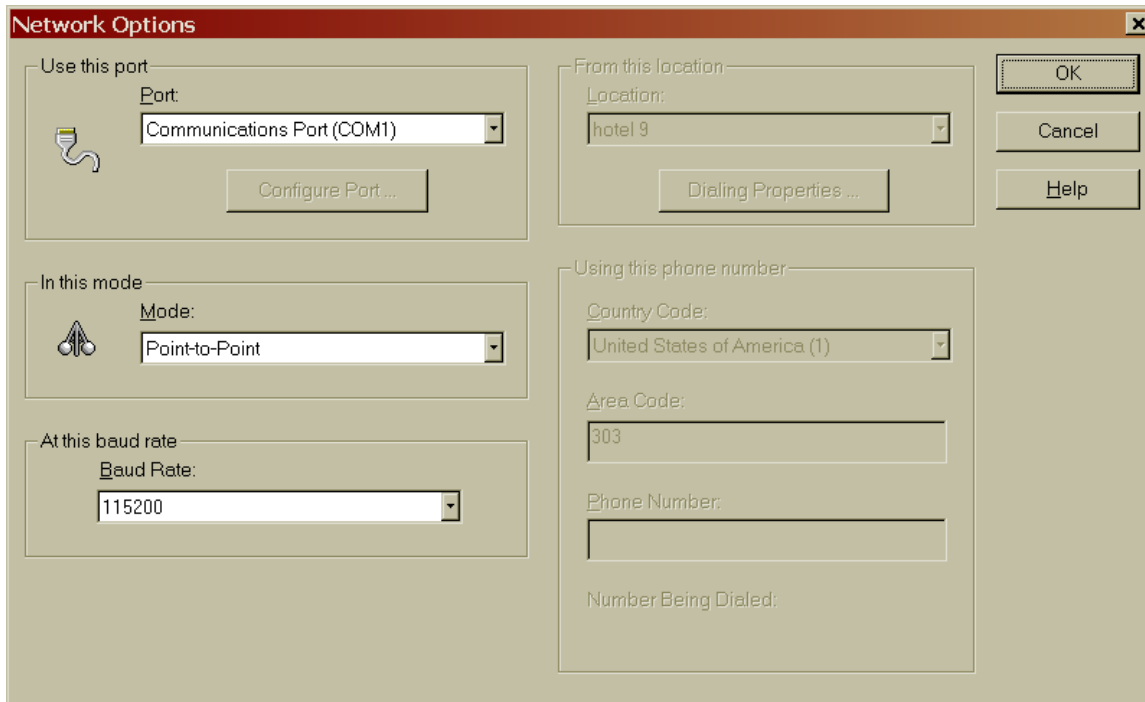 Network Options
Use this port
Port:
Communications Port (COM1)
Configure Port ...
In this mode
Mode:
Point-to-Point
At this baud rate
Baud Rate:
115200
From this location
Location:
hotel 9
Dialing Properties ...
Using this phone number
Country Code:
United States of America (1)
Area Code:
303
Phone Number:
Number Being Dialed:
OK
Cancel
Help